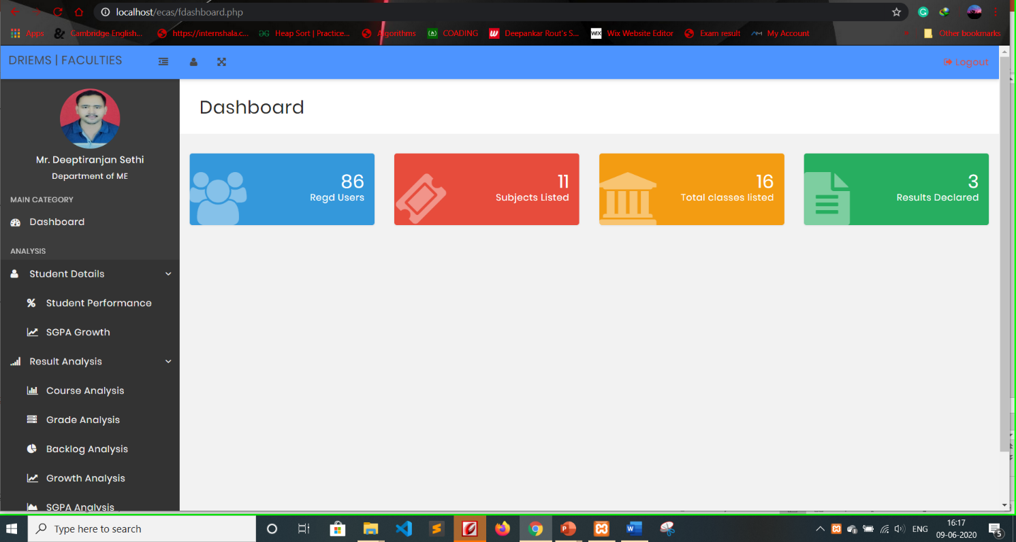 localhost/ecas/fdashboard.php
Apps Cambridge English... https://internshala.c... Heap Sort | Practice... Algorithms COADING Deepankar Rout's S... Wix Website Editor Exam result My Account Other bookmarks
DRIEMS | FACULTIES
Logout
Mr. Deeptiranjan Sethi
Department of ME
MAIN CATEGORY
Dashboard
ANALYSIS
Student Details
Student Performance
SGPA Growth
Result Analysis
Course Analysis
Grade Analysis
Backlog Analysis
Growth Analysis
SGPA Analysis
Dashboard
86
Regd Users
11
Subjects Listed
16
Total classes listed
3
Results Declared
Type here to search
ENG
16:17
09-06-2020
5